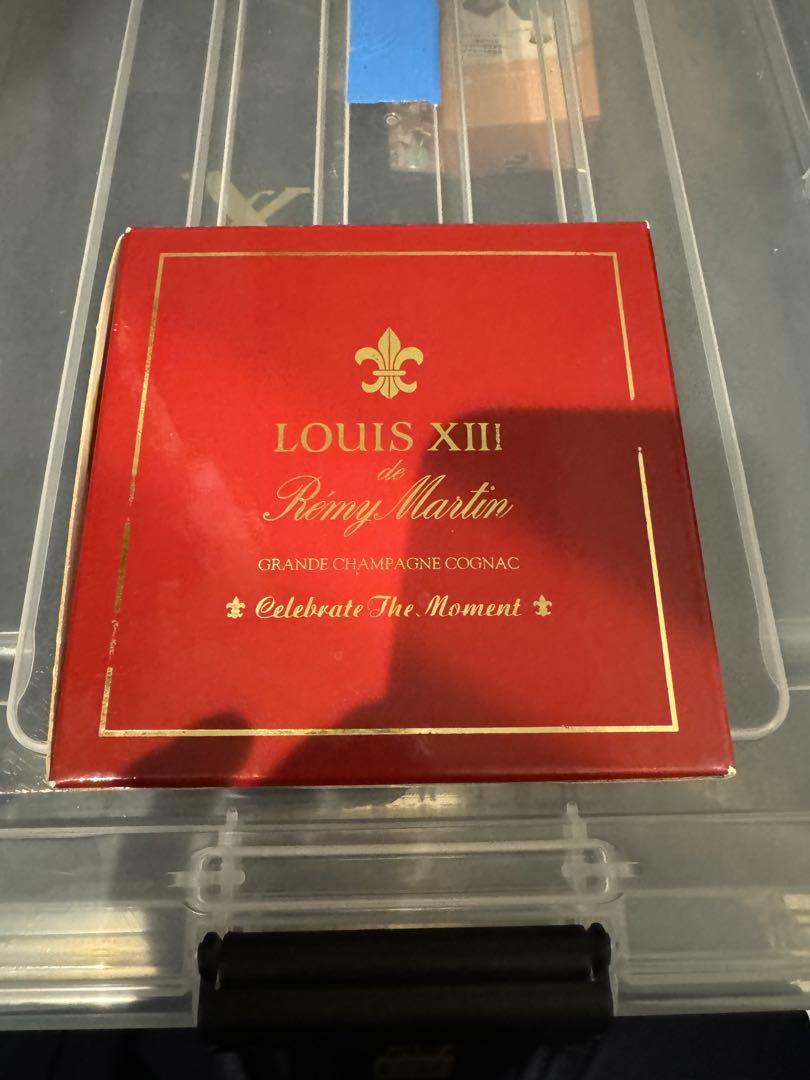 LOUIS XIII
de
Rémy Martin
GRANDE CHAMPAGNE COGNAC
Celebrate The Moment